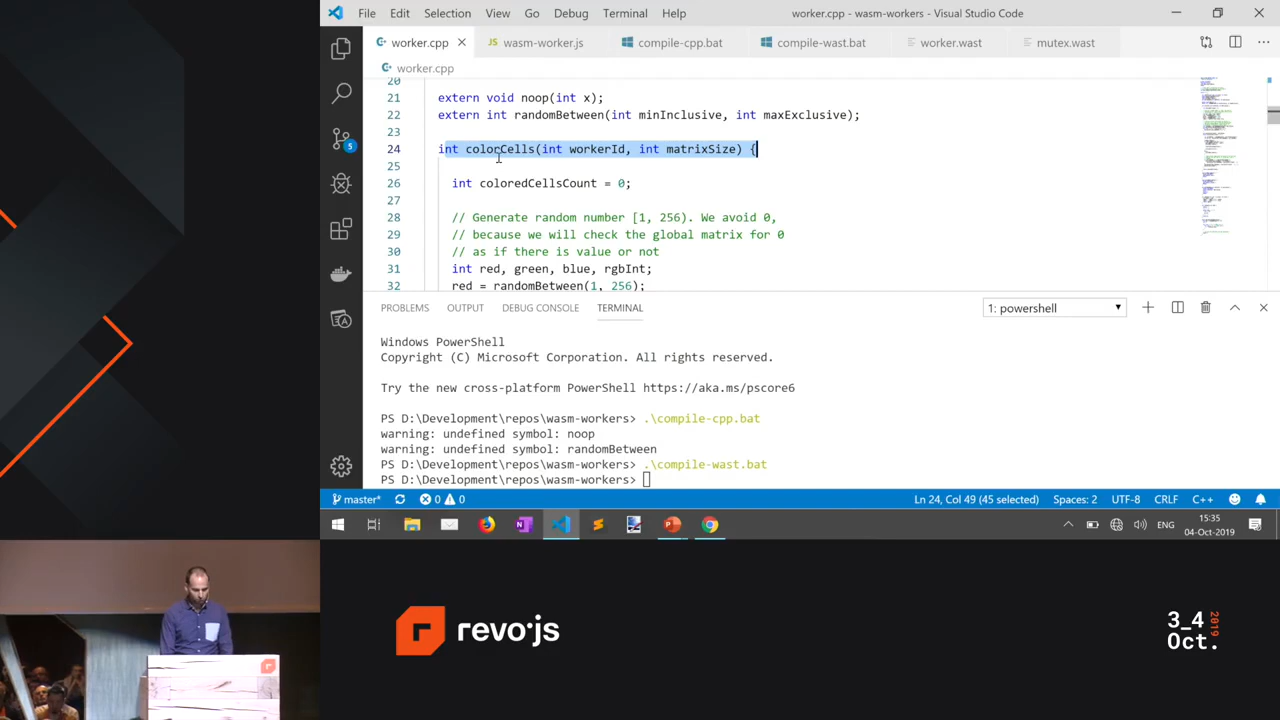 File Edit Selection View Go Debug Terminal Help worker.cpp - wasm-workers - Visual Studio Code
worker.cpp wasm-worker.js compile-cpp.bat compile-wast.bat worker.wast mutex.wast
worker.cpp
20
21 extern void noop(int x);
22 extern int randomBetween(int minInclusive, int maxExclusive);
23
24 int colorMatrix(int workerId, int matrixSize) {
25
26 int coloredCellsCount = 0;
27
28 // Generate random number [1, 256). We avoid 0,
29 // because we will check the global matrix for
30 // as if there is value or not
31 int red, green, blue, rgbInt;
32 red = randomBetween(1, 256);
PROBLEMS OUTPUT DEBUG CONSOLE TERMINAL 1: powershell
Windows PowerShell
Copyright (C) Microsoft Corporation. All rights reserved.
Try the new cross-platform PowerShell https://aka.ms/pscore6
PS D:\Development\repos\wasm-workers> .\compile-cpp.bat
warning: undefined symbol: noop
warning: undefined symbol: randomBetween
PS D:\Development\repos\wasm-workers> .\compile-wast.bat
PS D:\Development\repos\wasm-workers>
master* 0 0 Ln 24, Col 49 (45 selected) Spaces: 2 UTF-8 CRLF C++
ENG 15:35
04-Oct-2019
revo.js
3_4
Oct.
2019